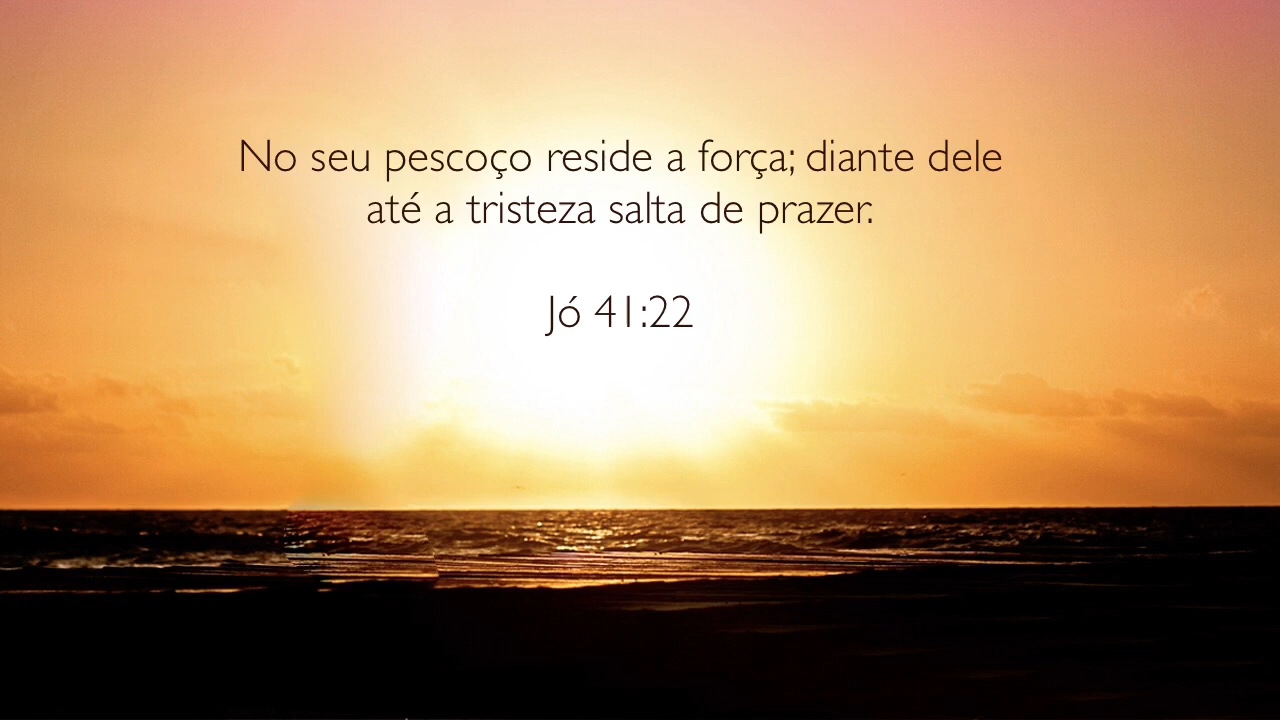 No seu pescoço reside a força; diante dele
até a tristeza salta de prazer.
Jó 41:22